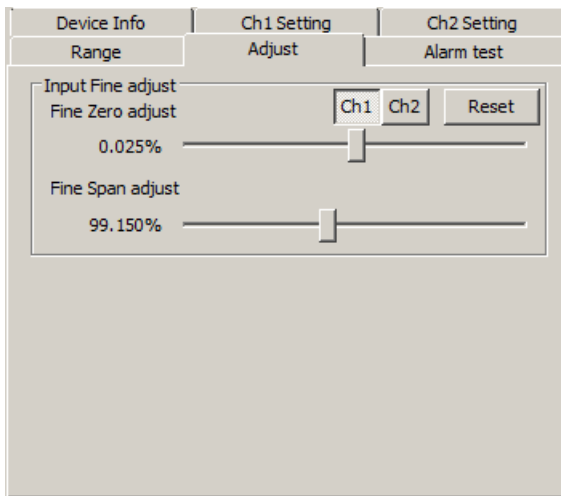 Device Info Ch1 Setting Ch2 Setting
Range Adjust Alarm test
Input Fine adjust
Fine Zero adjust Ch1 Ch2 Reset
0.025%
Fine Span adjust
99.150%